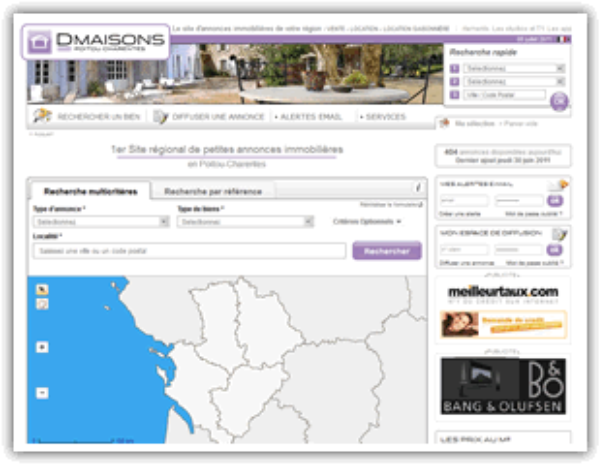 DMAISONS
POITOU-CHARENTES
Le site d'annonces immobilières de votre région : VENTE - LOCATION - LOCATION SAISONNIÈRE
Recherche rapide
1 Sélectionnez
2 Sélectionnez
3 Ville / Code Postal
OK
RECHERCHER UN BIEN
DIFFUSER UNE ANNONCE
ALERTES EMAIL
SERVICES
Accueil
Ma sélection
Panier vide
1er Site régional de petites annonces immobilières
en Poitou-Charentes
404 annonces disponibles aujourd'hui
Dernier ajout jeudi 30 juin 2011
Recherche multicritères
Recherche par référence
i
Réinitialiser le formulaire
Type d'annonce *
Type de biens *
Sélectionnez
Sélectionnez
Critères Optionnels
Localité *
Saisissez une ville ou un code postal
Rechercher
MES ALERTES EMAIL
email
OK
Créer une alerte
Mot de passe oublié ?
MON ESPACE DE DIFFUSION
OK
Diffuser une annonce
Mot de passe oublié ?
PUBLICITÉ
meilleurtaux.com
N°1 DU CRÉDIT SUR INTERNET
Demande de crédit
PUBLICITÉ
B&O
BANG & OLUFSEN
LES PRIX AU M²